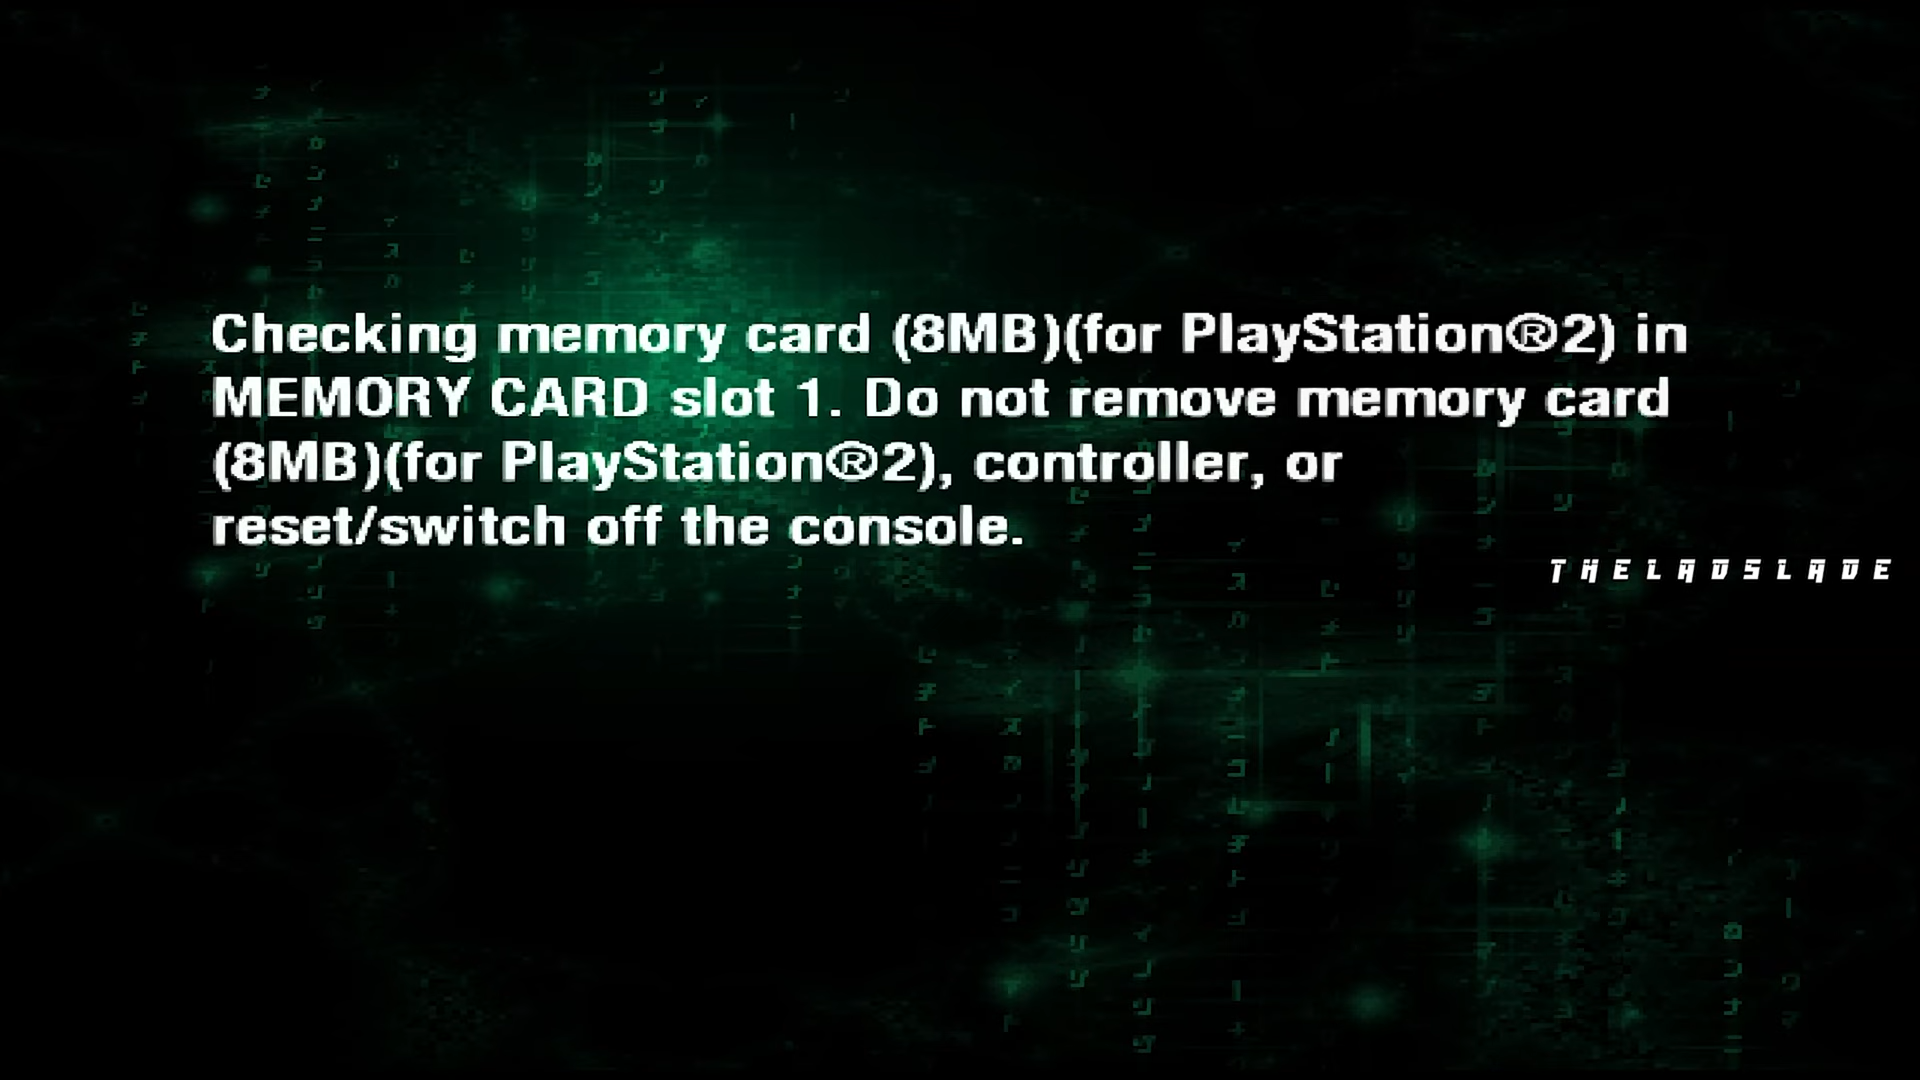 Checking memory card (8MB)(for PlayStation®2) in
MEMORY CARD slot 1. Do not remove memory card
(8MB)(for PlayStation®2), controller, or
reset/switch off the console.
THELADSLADE